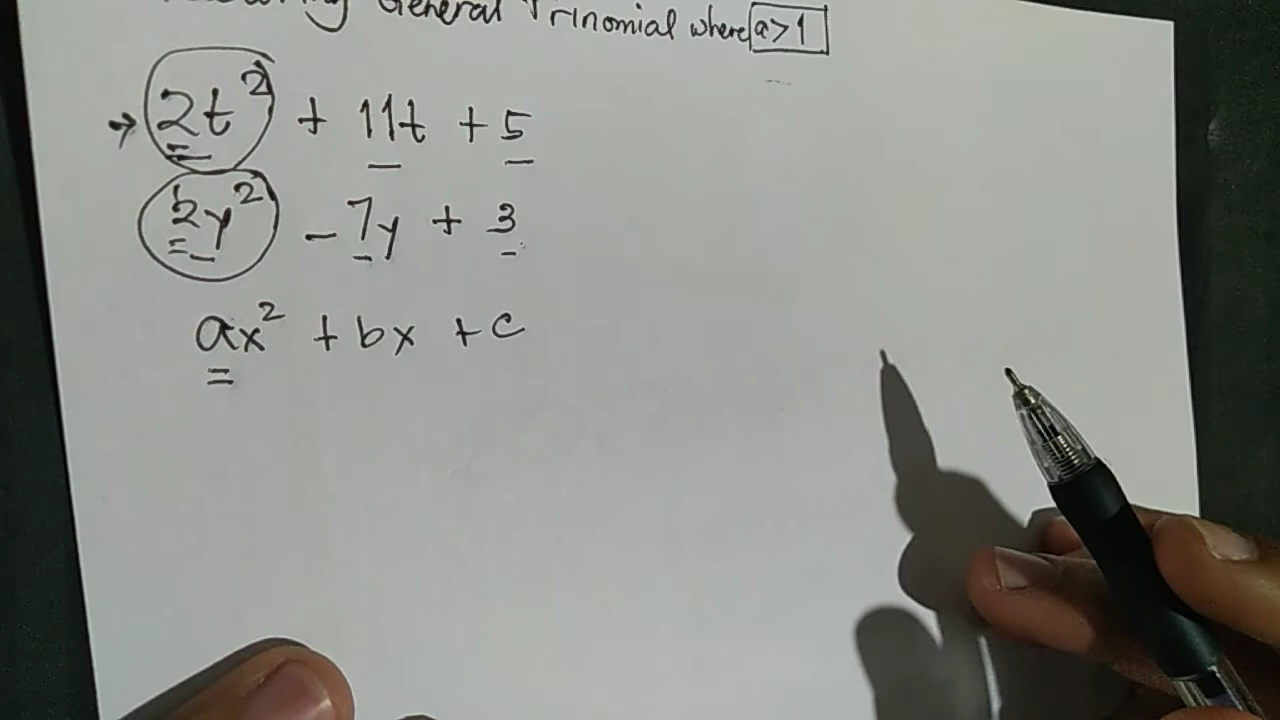 General Trinomial where a>1
→ 2t² + 11t + 5
2y² - 7y + 3
ax² + bx + c